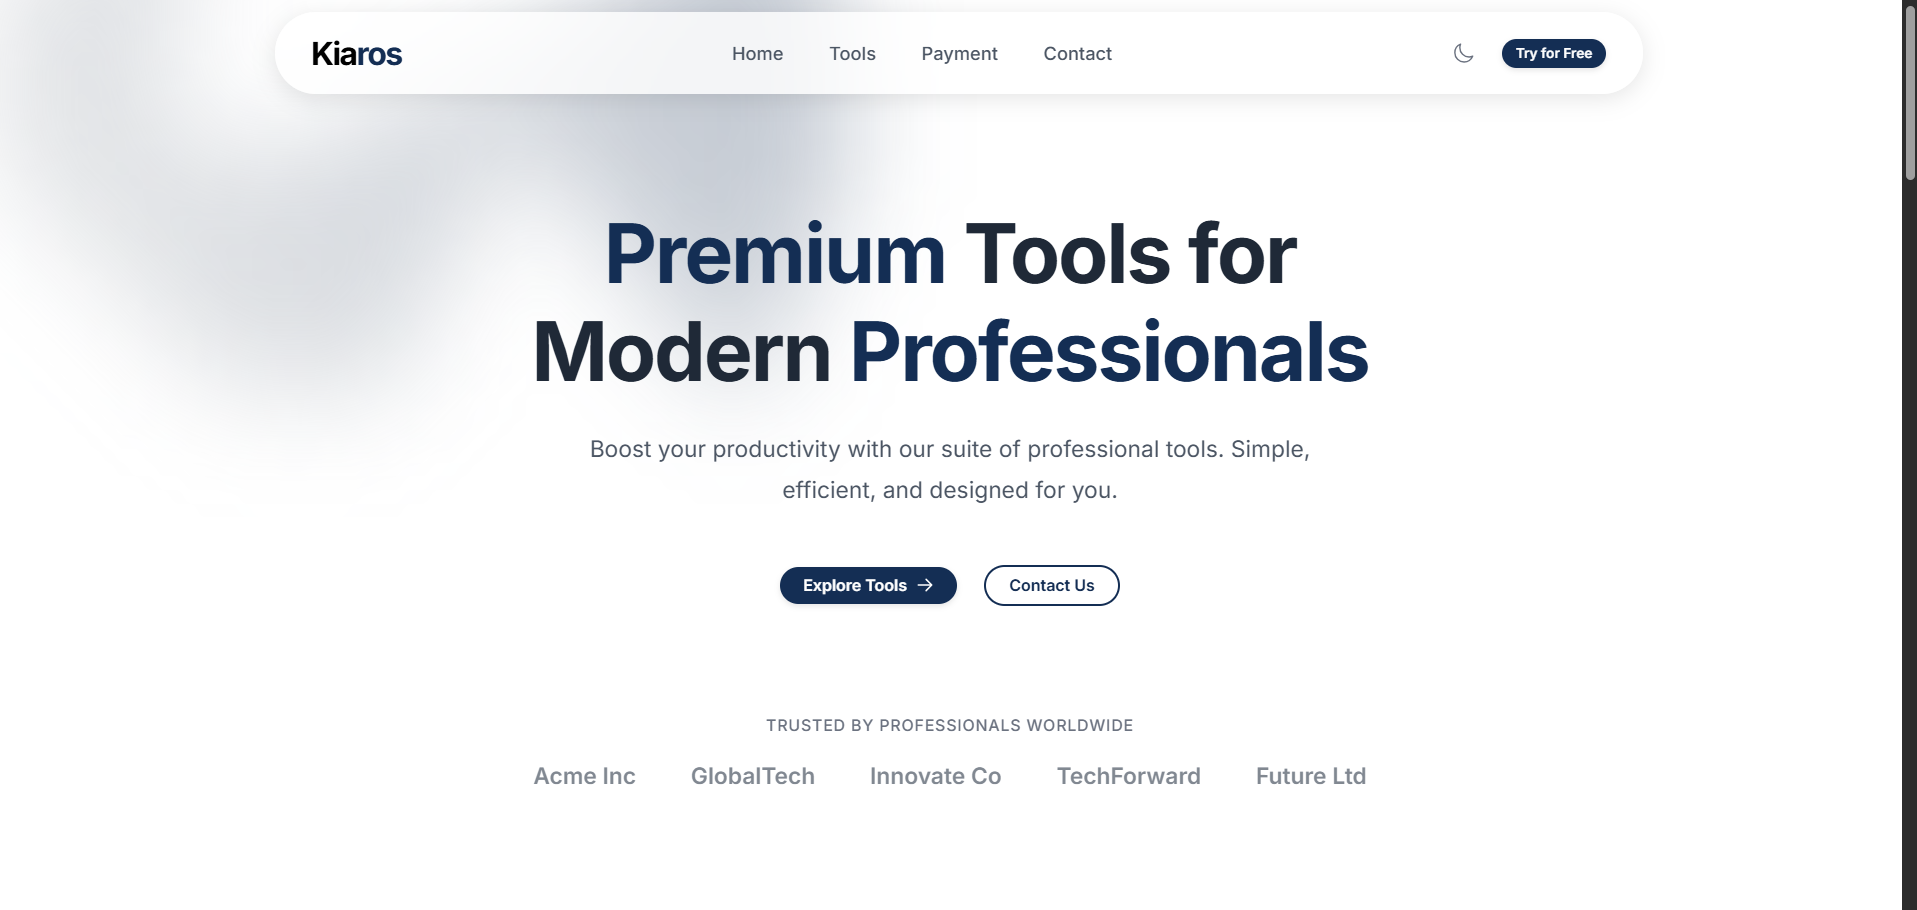 Kiaros
Home Tools Payment Contact
Try for Free
Premium Tools for
Modern Professionals
Boost your productivity with our suite of professional tools. Simple,
efficient, and designed for you.
Explore Tools →
Contact Us
TRUSTED BY PROFESSIONALS WORLDWIDE
Acme Inc GlobalTech Innovate Co TechForward Future Ltd